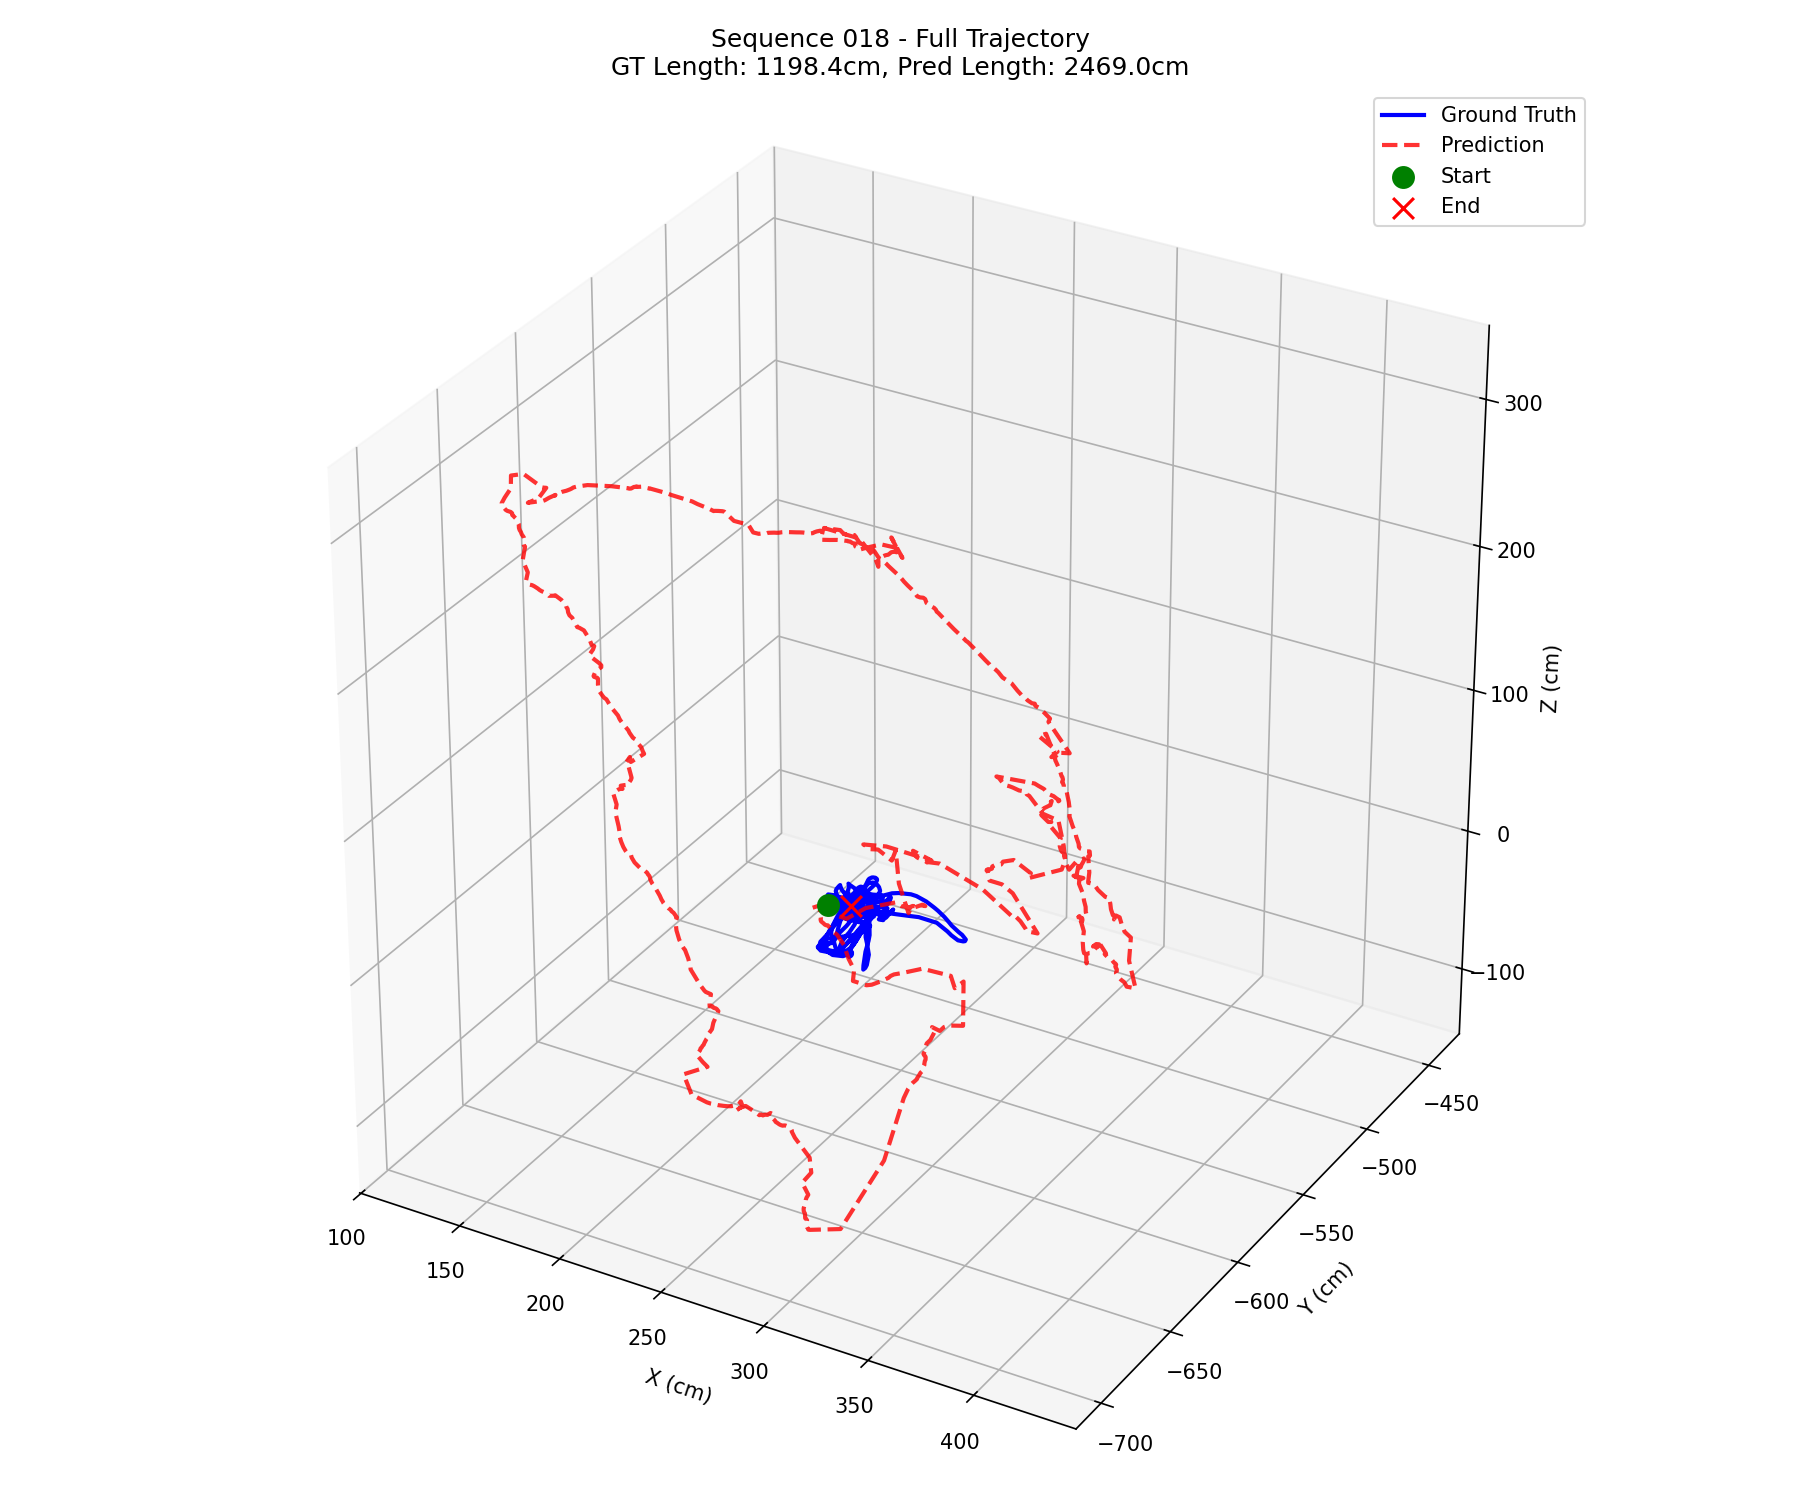 Sequence 018 - Full Trajectory
GT Length: 1198.4cm, Pred Length: 2469.0cm
Ground Truth
Prediction
Start
End
300
200
100
0
−100
Z (cm)
−450
−500
−550
−600
−650
−700
Y (cm)
100
150
200
250
300
350
400
X (cm)